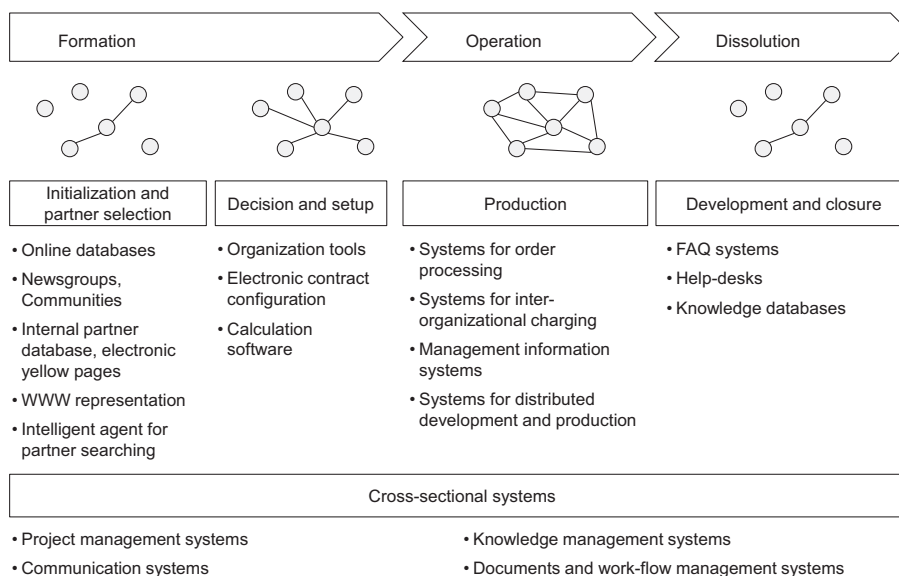 Formation
Operation
Dissolution
Initialization and
partner selection
Decision and setup
Production
Development and closure
• Online databases
• Newsgroups,
Communities
• Internal partner
database, electronic
yellow pages
• WWW representation
• Intelligent agent for
partner searching
• Organization tools
• Electronic contract
configuration
• Calculation
software
• Systems for order
processing
• Systems for inter-
organizational charging
• Management information
systems
• Systems for distributed
development and production
• FAQ systems
• Help-desks
• Knowledge databases
Cross-sectional systems
• Project management systems
• Communication systems
• Knowledge management systems
• Documents and work-flow management systems